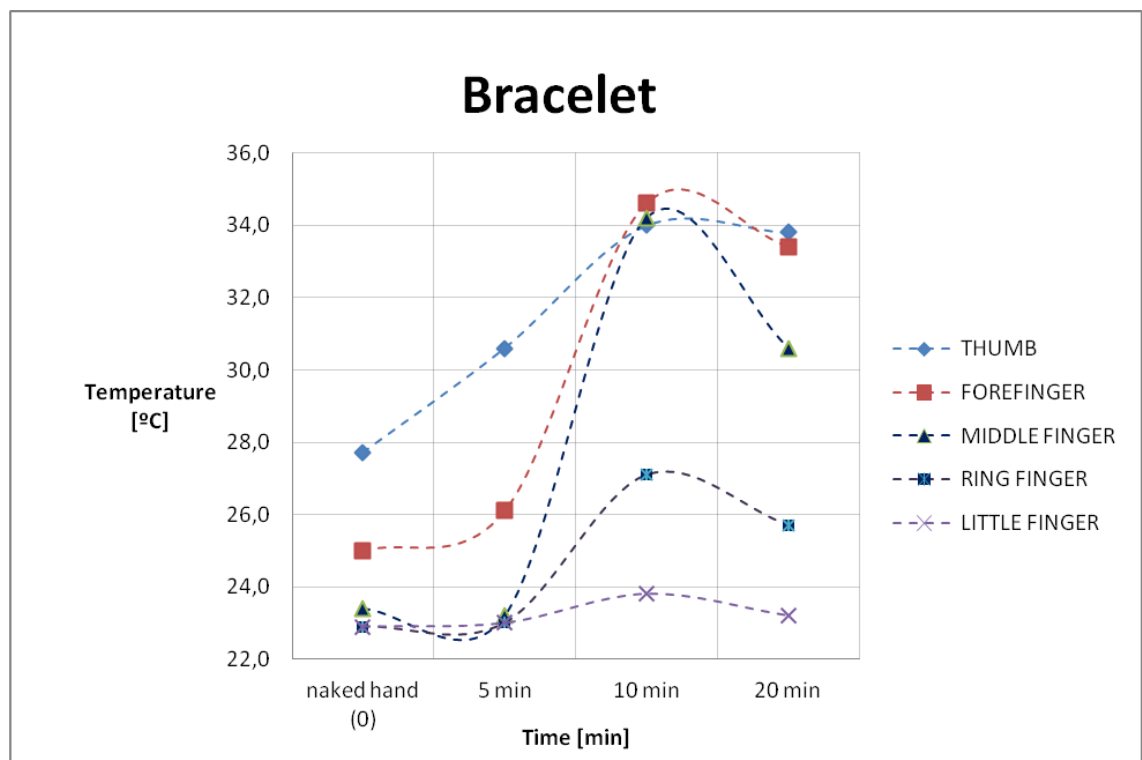 Bracelet
36,0
34,0
32,0
30,0
28,0
26,0
24,0
22,0
Temperature
[ºC]
naked hand
(0)
5 min
10 min
20 min
Time [min]
THUMB
FOREFINGER
MIDDLE FINGER
RING FINGER
LITTLE FINGER